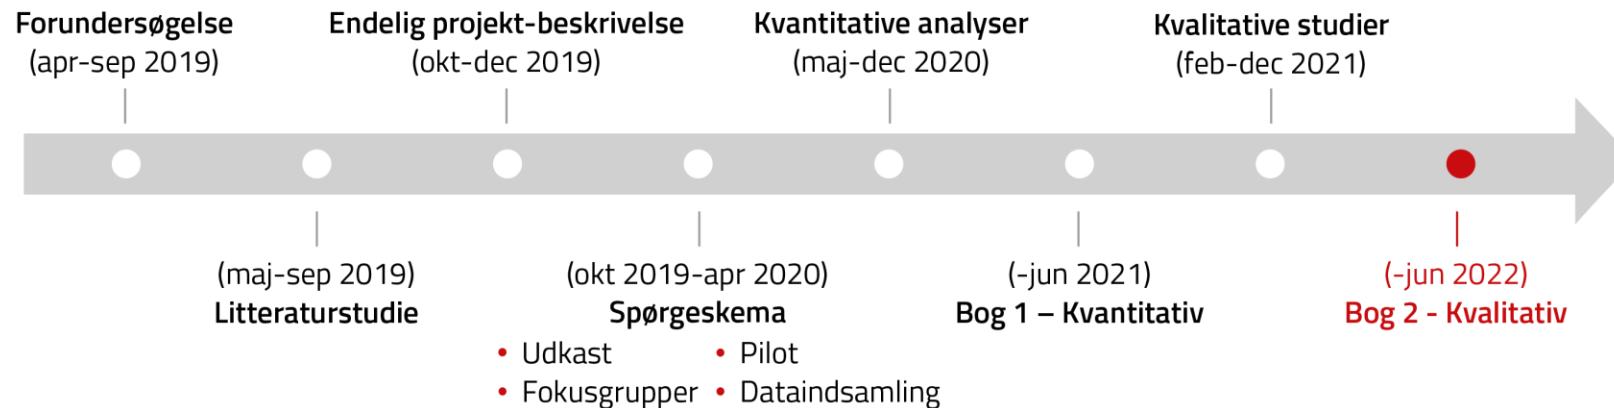 Forundersøgelse
(apr-sep 2019)
Endelig projekt-beskrivelse
(okt-dec 2019)
Kvantitative analyser
(maj-dec 2020)
Kvalitative studier
(feb-dec 2021)
(maj-sep 2019)
Litteraturstudie
(okt 2019-apr 2020)
Spørgeskema
• Udkast
• Fokusgrupper
• Pilot
• Dataindsamling
(-jun 2021)
Bog 1 – Kvantitativ
(-jun 2022)
Bog 2 - Kvalitativ